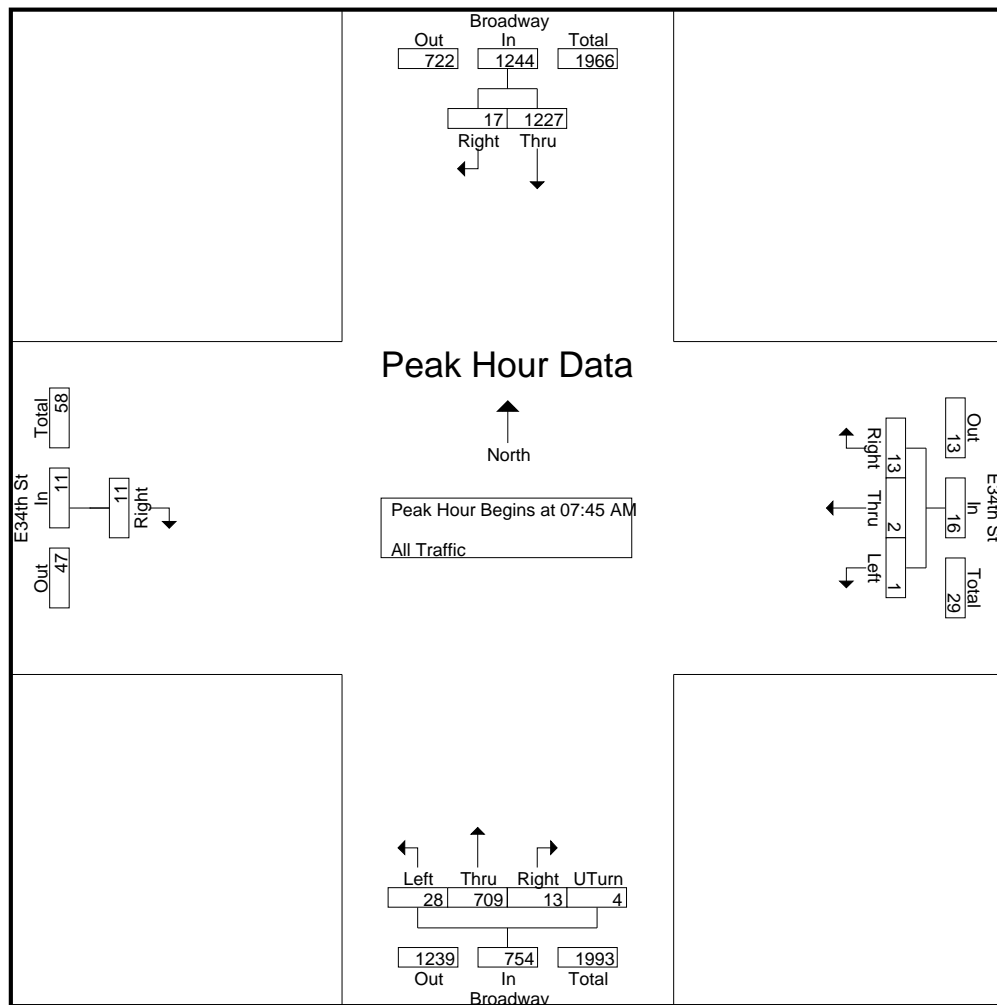 Broadway
Out In Total
722 1244 1966
17 1227
Right Thru
Peak Hour Data
North
Peak Hour Begins at 07:45 AM
All Traffic
E34th St
Total In Out
58 11 47
11
Right
E34th St
Out In Total
13 16 29
13 2 1
Right Thru Left
Left Thru Right UTurn
28 709 13 4
1239 754 1993
Out In Total
Broadway